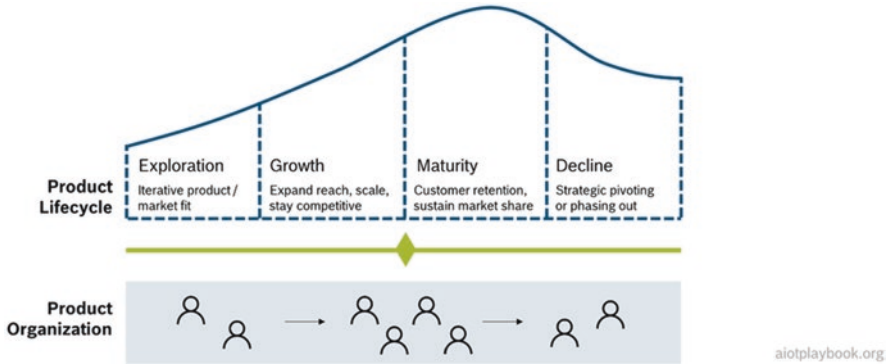 Product
Lifecycle
Exploration
Iterative product /
market fit
Growth
Expand reach, scale,
stay competitive
Maturity
Customer retention,
sustain market share
Decline
Strategic pivoting
or phasing out
Product
Organization
aiotplaybook.org